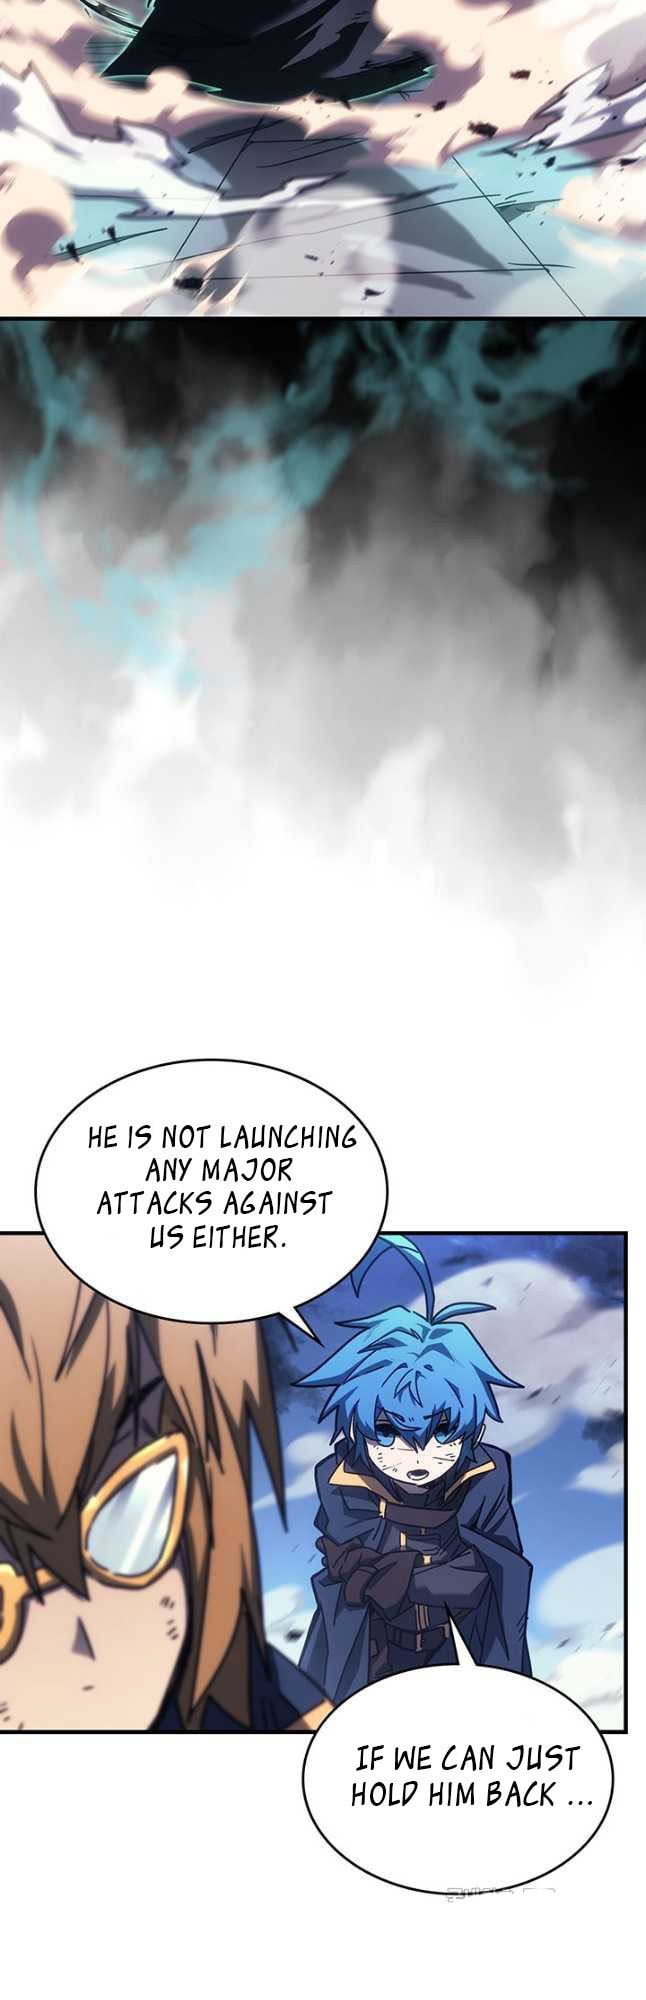 HE IS NOT LAUNCHING
ANY MAJOR
ATTACKS AGAINST
US EITHER.
IF WE CAN JUST
HOLD HIM BACK ...